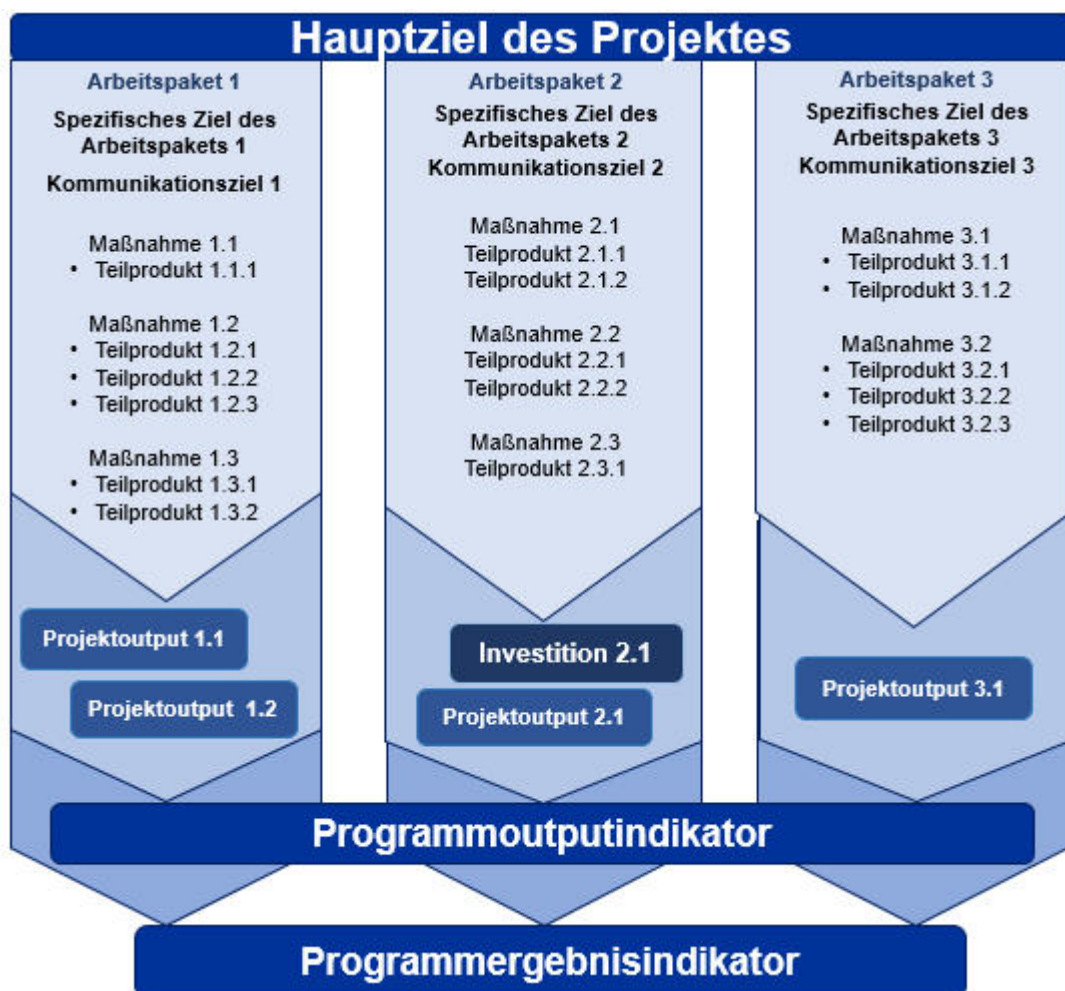 Hauptziel des Projektes
Arbeitspaket 1
Spezifisches Ziel des
Arbeitspakets 1
Kommunikationsziel 1
Maßnahme 1.1
• Teilprodukt 1.1.1
Maßnahme 1.2
• Teilprodukt 1.2.1
• Teilprodukt 1.2.2
• Teilprodukt 1.2.3
Maßnahme 1.3
• Teilprodukt 1.3.1
• Teilprodukt 1.3.2
Projektoutput 1.1
Projektoutput 1.2
Arbeitspaket 2
Spezifisches Ziel des
Arbeitspakets 2
Kommunikationsziel 2
Maßnahme 2.1
Teilprodukt 2.1.1
Teilprodukt 2.1.2
Maßnahme 2.2
Teilprodukt 2.2.1
Teilprodukt 2.2.2
Maßnahme 2.3
Teilprodukt 2.3.1
Investition 2.1
Projektoutput 2.1
Arbeitspaket 3
Spezifisches Ziel des
Arbeitspakets 3
Kommunikationsziel 3
Maßnahme 3.1
• Teilprodukt 3.1.1
• Teilprodukt 3.1.2
Maßnahme 3.2
• Teilprodukt 3.2.1
• Teilprodukt 3.2.2
• Teilprodukt 3.2.3
Projektoutput 3.1
Programmoutputindikator
Programmergebnisindikator